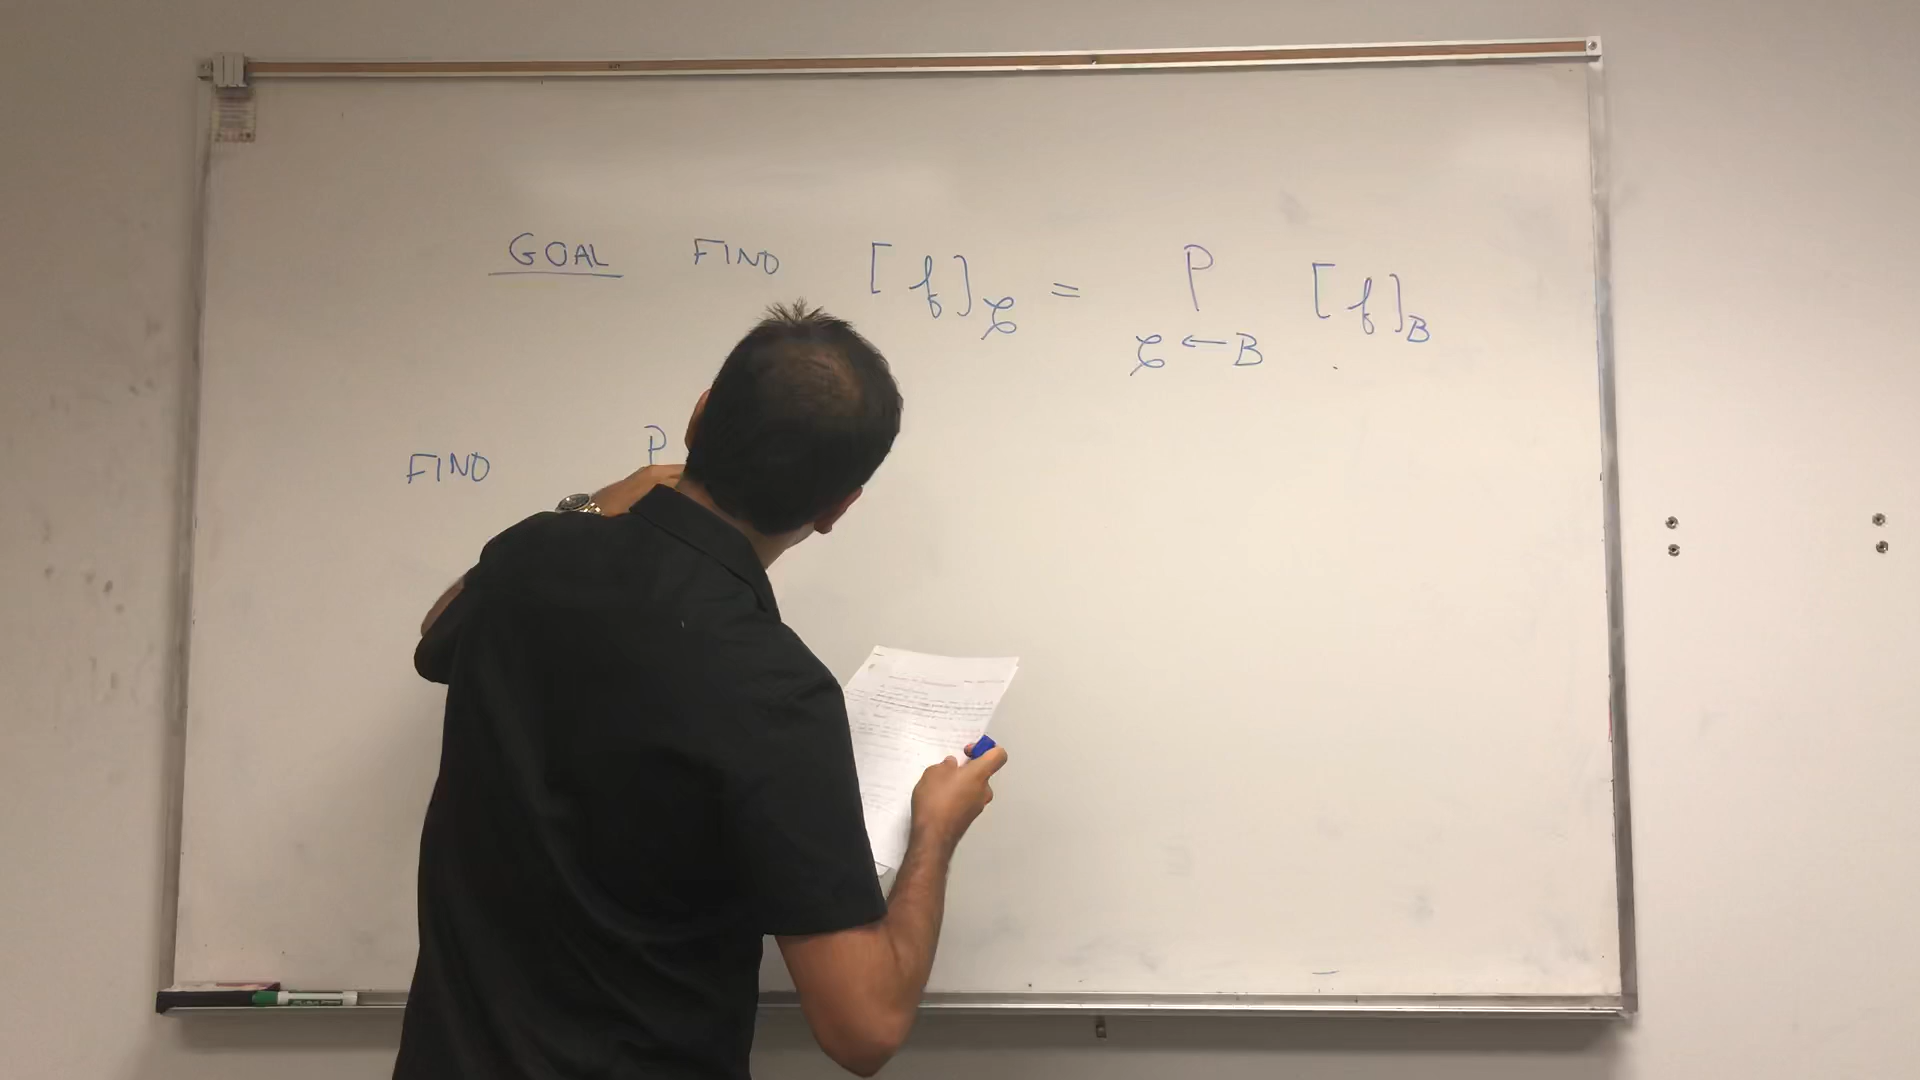 GOAL FIND [f]_𝒞 = P_{𝒞←B} [f]_B
FIND P